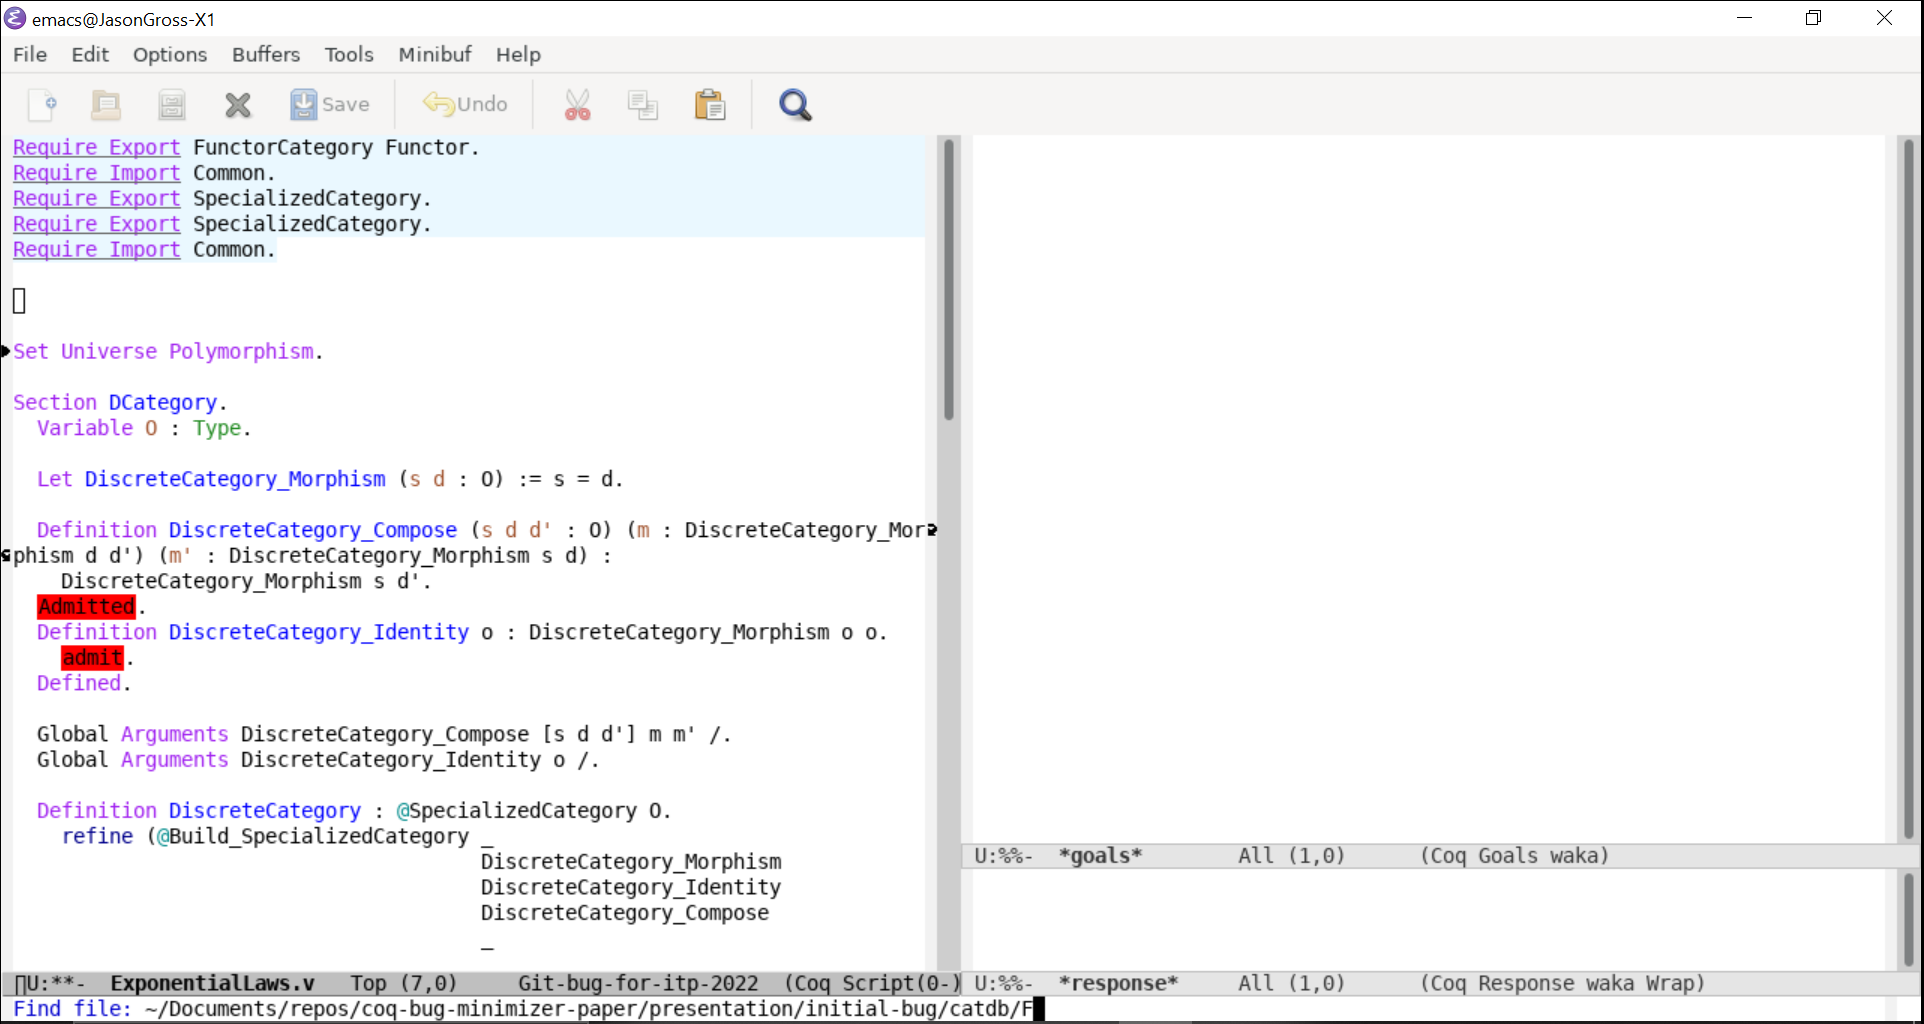 emacs@JasonGross-X1
File Edit Options Buffers Tools Minibuf Help
Save Undo
Require Export FunctorCategory Functor.
Require Import Common.
Require Export SpecializedCategory.
Require Export SpecializedCategory.
Require Import Common.
Set Universe Polymorphism.
Section DCategory.
Variable O : Type.
Let DiscreteCategory_Morphism (s d : O) := s = d.
Definition DiscreteCategory_Compose (s d d' : O) (m : DiscreteCategory_Mor
phism d d') (m' : DiscreteCategory_Morphism s d) :
DiscreteCategory_Morphism s d'.
Admitted.
Definition DiscreteCategory_Identity o : DiscreteCategory_Morphism o o.
admit.
Defined.
Global Arguments DiscreteCategory_Compose [s d d'] m m' /.
Global Arguments DiscreteCategory_Identity o /.
Definition DiscreteCategory : @SpecializedCategory O.
refine (@Build_SpecializedCategory _
DiscreteCategory_Morphism
DiscreteCategory_Identity
DiscreteCategory_Compose
_
U:**-  ExponentialLaws.v   Top (7,0)     Git-bug-for-itp-2022  (Coq Script(0-)
U:%%-  *goals*        All (1,0)      (Coq Goals waka)
U:%%-  *response*     All (1,0)      (Coq Response waka Wrap)
Find file: ~/Documents/repos/coq-bug-minimizer-paper/presentation/initial-bug/catdb/F